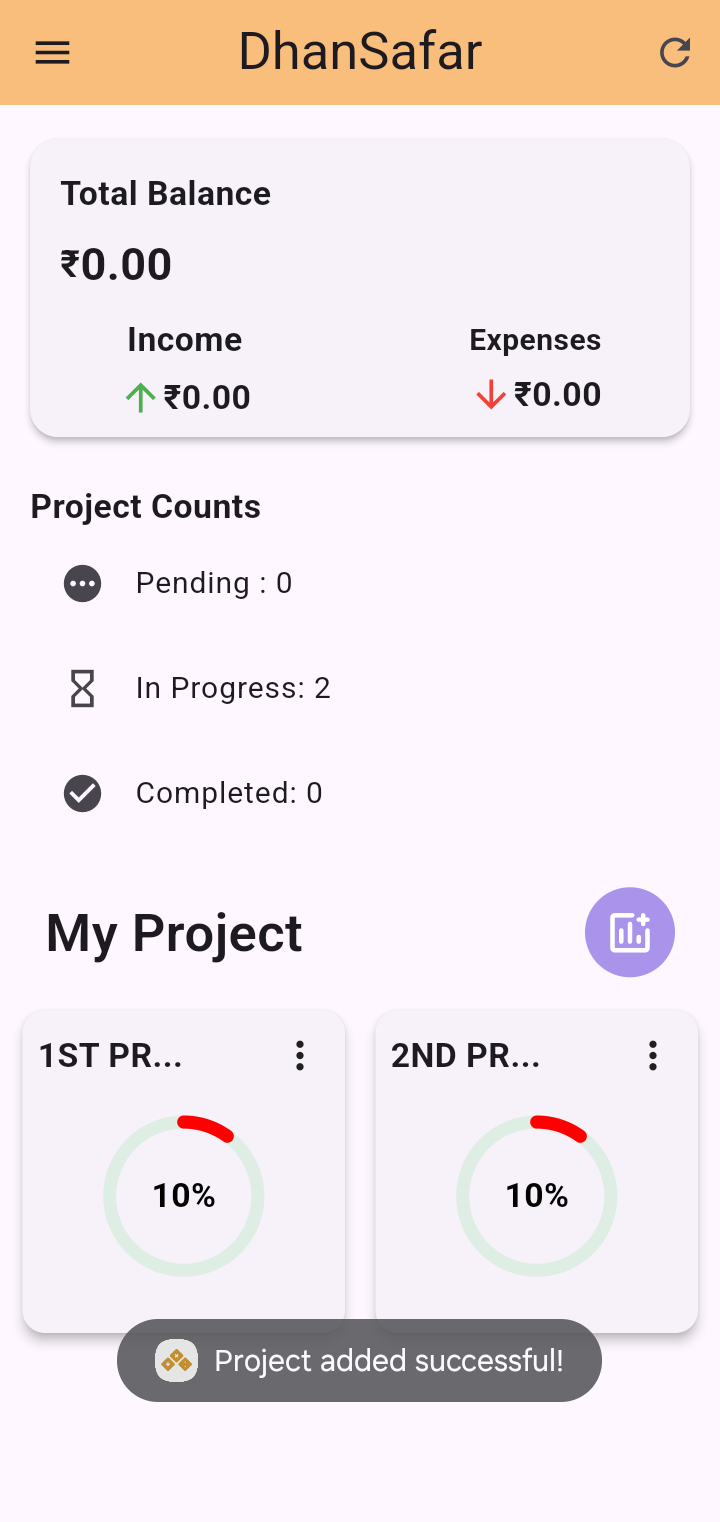 DhanSafar
Total Balance
₹0.00
Income Expenses
₹0.00 ₹0.00
Project Counts
Pending : 0
In Progress: 2
Completed: 0
My Project
1ST PR... 2ND PR...
10% 10%
Project added successful!